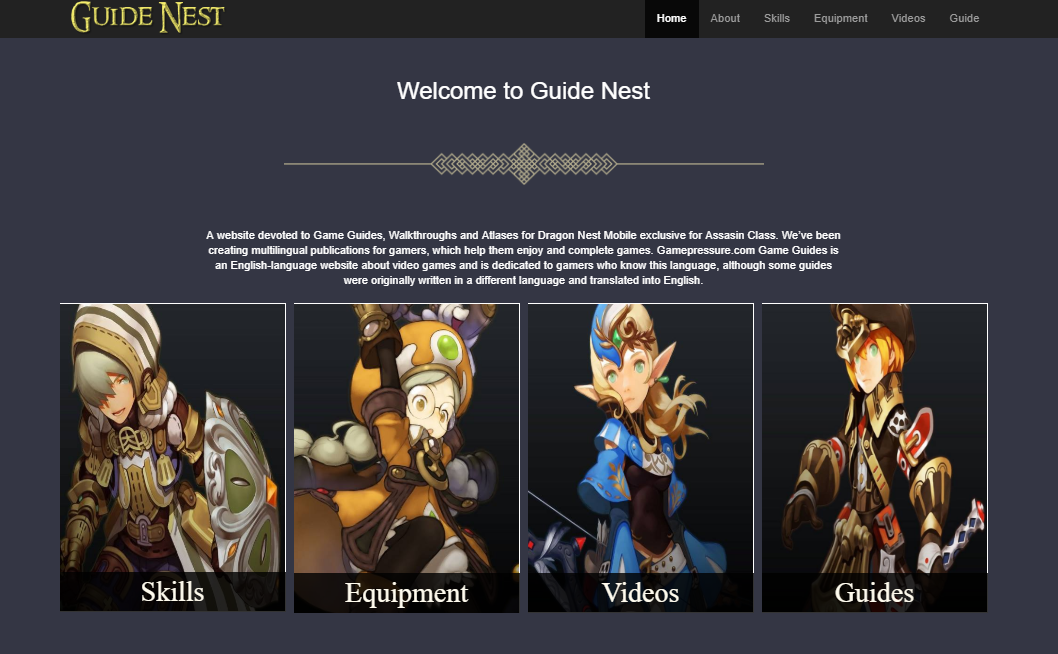 Guide Nest
Home About Skills Equipment Videos Guide
Welcome to Guide Nest
A website devoted to Game Guides, Walkthroughs and Atlases for Dragon Nest Mobile exclusive for Assasin Class. We've been
creating multilingual publications for gamers, which help them enjoy and complete games. Gamepressure.com Game Guides is
an English-language website about video games and is dedicated to gamers who know this language, although some guides
were originally written in a different language and translated into English.
Skills
Equipment
Videos
Guides